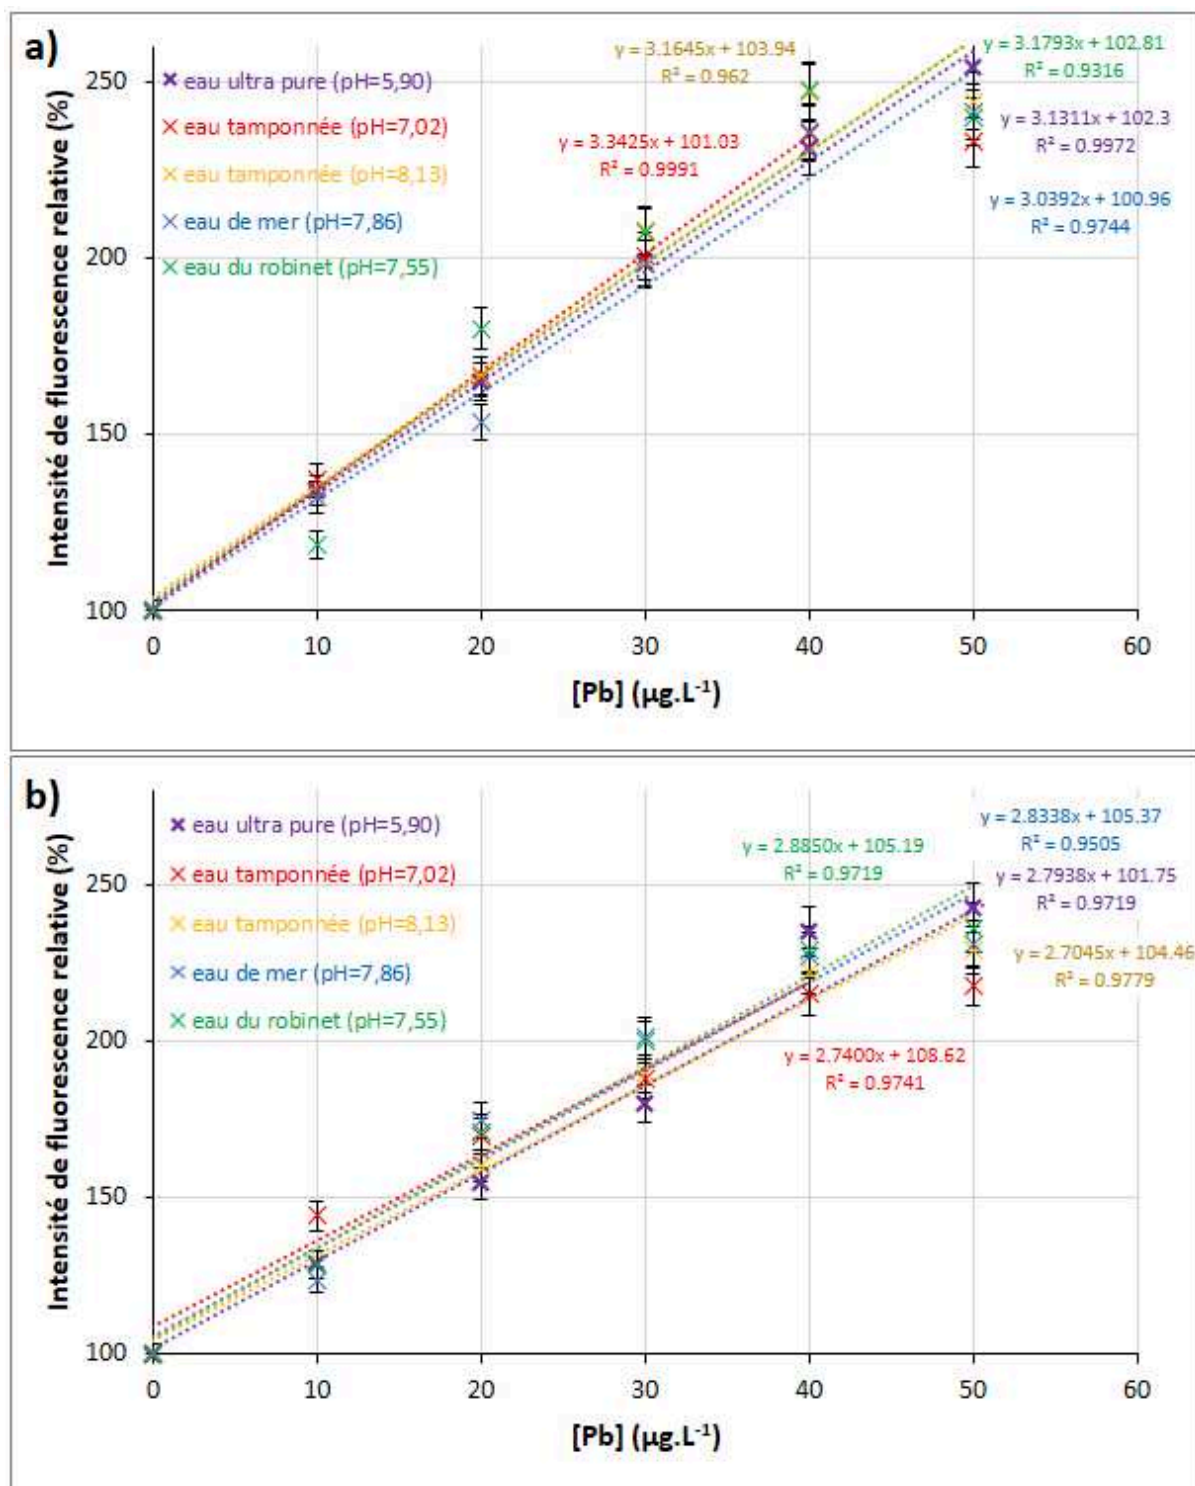 a)
y = 3.1645x + 103.94
R² = 0.962
y = 3.1793x + 102.81
R² = 0.9316
250
× eau ultra pure (pH=5,90)
y = 3.1311x + 102.3
R² = 0.9972
× eau tamponnée (pH=7,02)
y = 3.3425x + 101.03
R² = 0.9991
× eau tamponnée (pH=8,13)
y = 3.0392x + 100.96
R² = 0.9744
× eau de mer (pH=7,86)
200
× eau du robinet (pH=7,55)
Intensité de fluorescence relative (%)
150
100
0 10 20 30 40 50 60
[Pb] (µg.L⁻¹)
b)
× eau ultra pure (pH=5,90)
y = 2.8338x + 105.37
R² = 0.9505
y = 2.8850x + 105.19
R² = 0.9719
× eau tamponnée (pH=7,02)
250
y = 2.7938x + 101.75
R² = 0.9719
× eau tamponnée (pH=8,13)
y = 2.7045x + 104.46
R² = 0.9779
× eau de mer (pH=7,86)
× eau du robinet (pH=7,55)
200
y = 2.7400x + 108.62
R² = 0.9741
Intensité de fluorescence relative (%)
150
100
0 10 20 30 40 50 60
[Pb] (µg.L⁻¹)